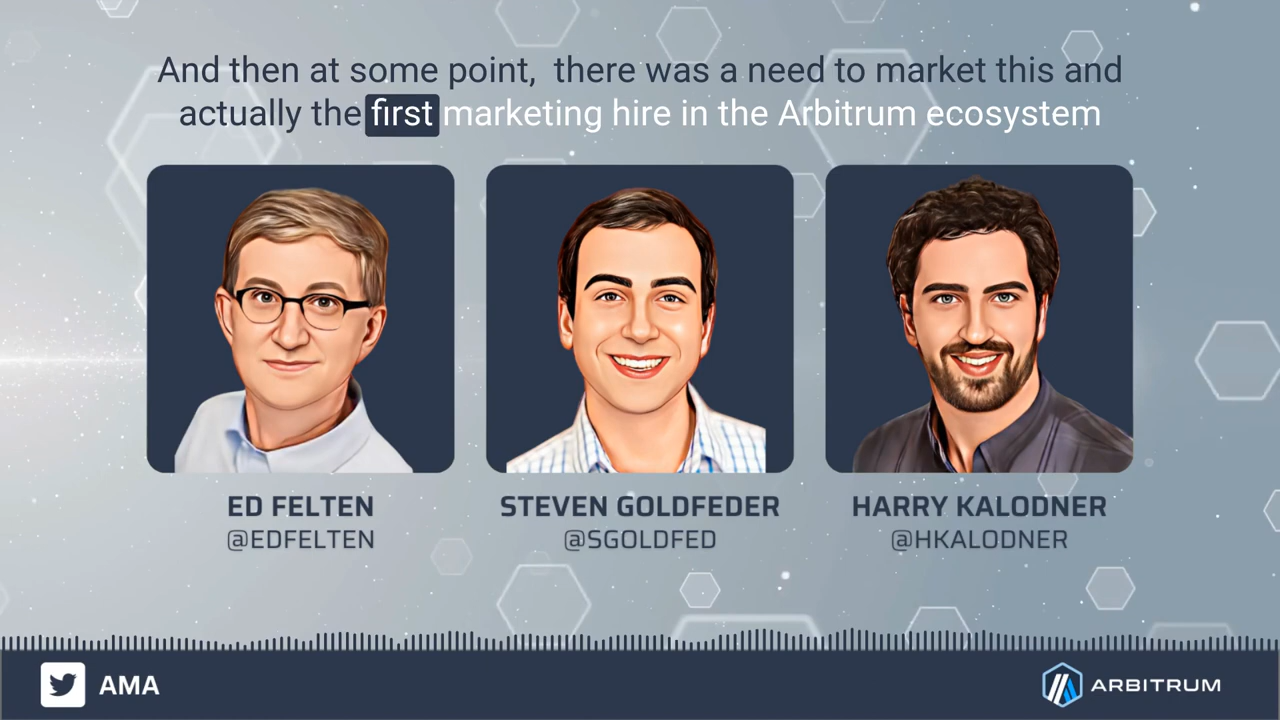 And then at some point, there was a need to market this and
actually the first marketing hire in the Arbitrum ecosystem
ED FELTEN
@EDFELTEN
STEVEN GOLDFEDER
@SGOLDFED
HARRY KALODNER
@HKALODNER
AMA
ARBITRUM